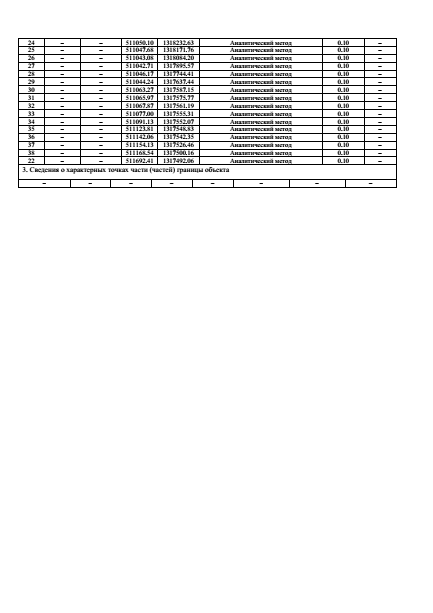 24 – – 511050.10 1318232.63 Аналитический метод 0.10 –
25 – – 511047.68 1318171.76 Аналитический метод 0.10 –
26 – – 511043.08 1318084.20 Аналитический метод 0.10 –
27 – – 511042.71 1317895.57 Аналитический метод 0.10 –
28 – – 511046.17 1317744.41 Аналитический метод 0.10 –
29 – – 511044.24 1317637.44 Аналитический метод 0.10 –
30 – – 511063.27 1317587.15 Аналитический метод 0.10 –
31 – – 511065.97 1317575.77 Аналитический метод 0.10 –
32 – – 511067.87 1317561.19 Аналитический метод 0.10 –
33 – – 511077.00 1317555.31 Аналитический метод 0.10 –
34 – – 511091.13 1317552.07 Аналитический метод 0.10 –
35 – – 511123.81 1317548.83 Аналитический метод 0.10 –
36 – – 511142.06 1317542.35 Аналитический метод 0.10 –
37 – – 511154.13 1317526.46 Аналитический метод 0.10 –
38 – – 511168.54 1317500.16 Аналитический метод 0.10 –
22 – – 511692.41 1317492.06 Аналитический метод 0.10 –
3. Сведения о характерных точках части (частей) границы объекта
– – – – – – – –